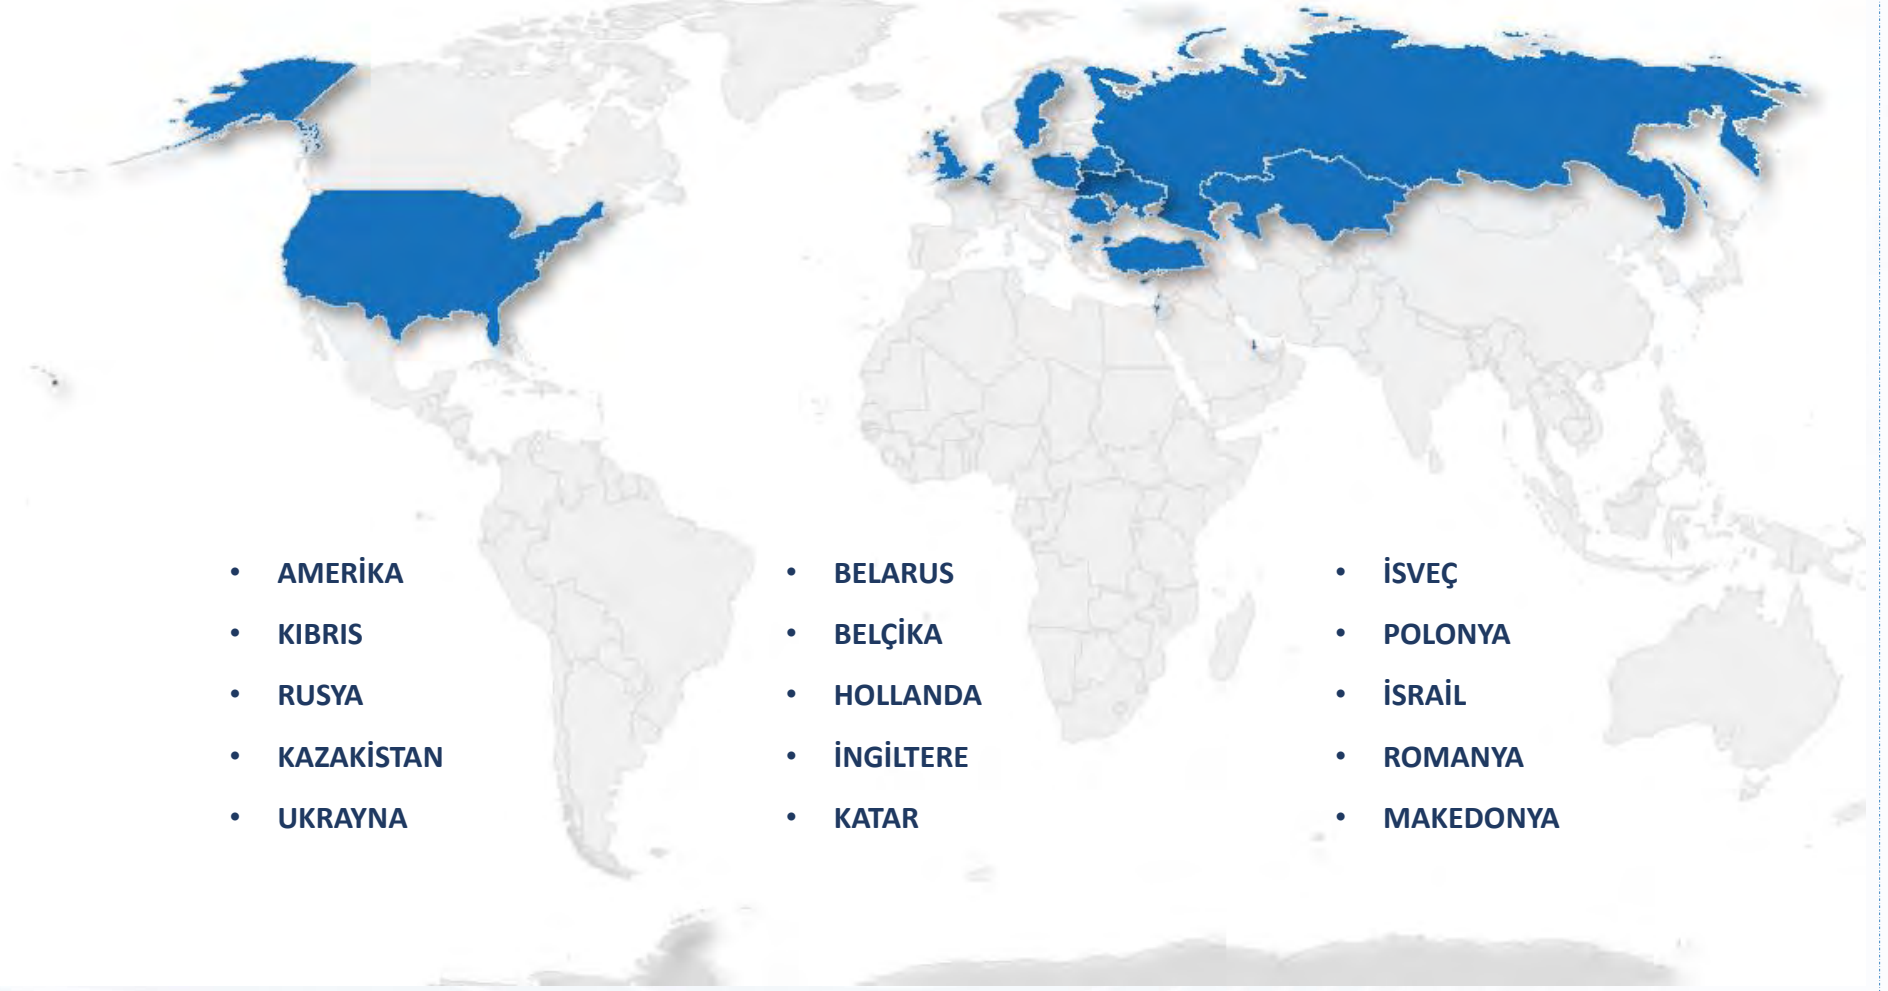 • AMERİKA
• KIBRIS
• RUSYA
• KAZAKİSTAN
• UKRAYNA
• BELARUS
• BELÇİKA
• HOLLANDA
• İNGİLTERE
• KATAR
• İSVEÇ
• POLONYA
• İSRAİL
• ROMANYA
• MAKEDONYA